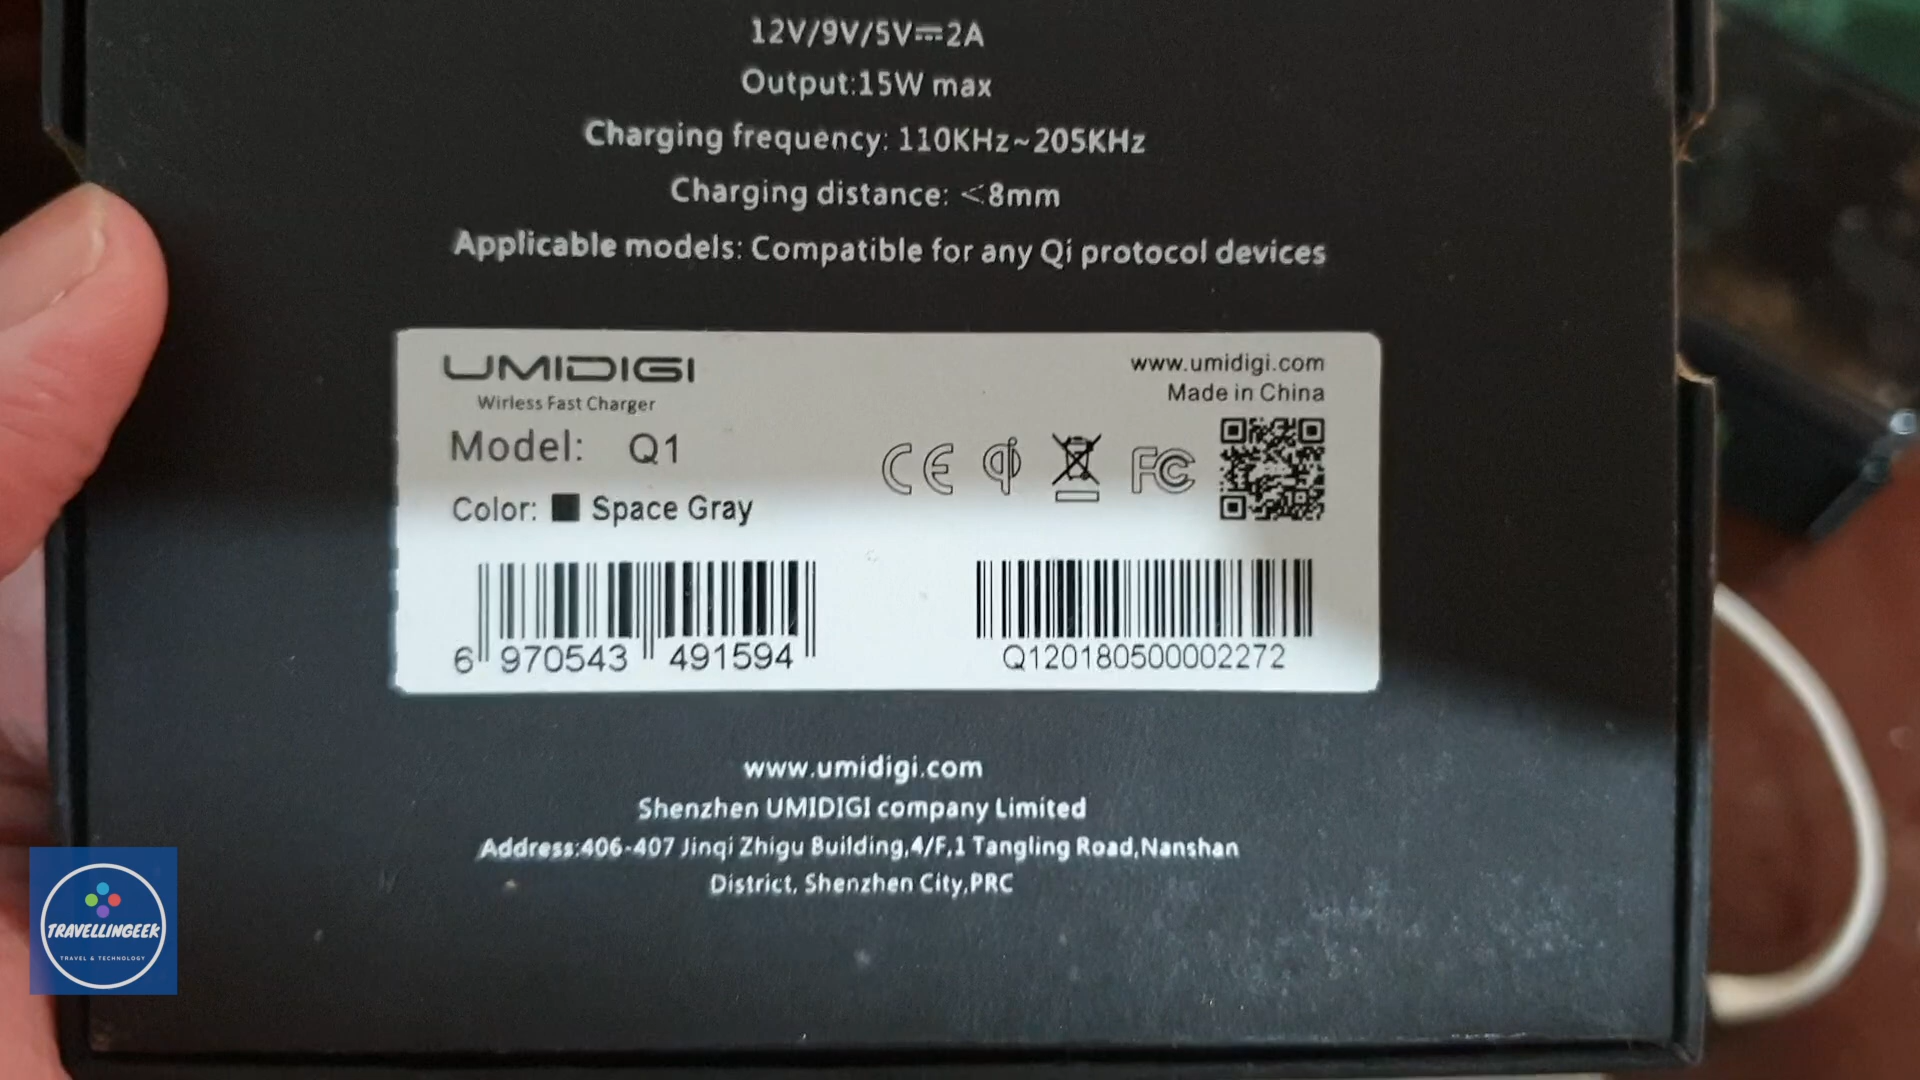 12V/9V/5V⎓2A
Output:15W max
Charging frequency: 110KHz~205KHz
Charging distance: <8mm
Applicable models: Compatible for any Qi protocol devices
UMIDIGI
Wirless Fast Charger
www.umidigi.com
Made in China
Model: Q1
CE FC
Color: Space Gray
6 970543 491594
Q120180500002272
www.umidigi.com
Shenzhen UMIDIGI company Limited
Address:406-407 Jinqi Zhigu Building,4/F,1 Tangling Road,Nanshan
District, Shenzhen City,PRC
TRAVELLINGEEK
TRAVEL & TECHNOLOGY